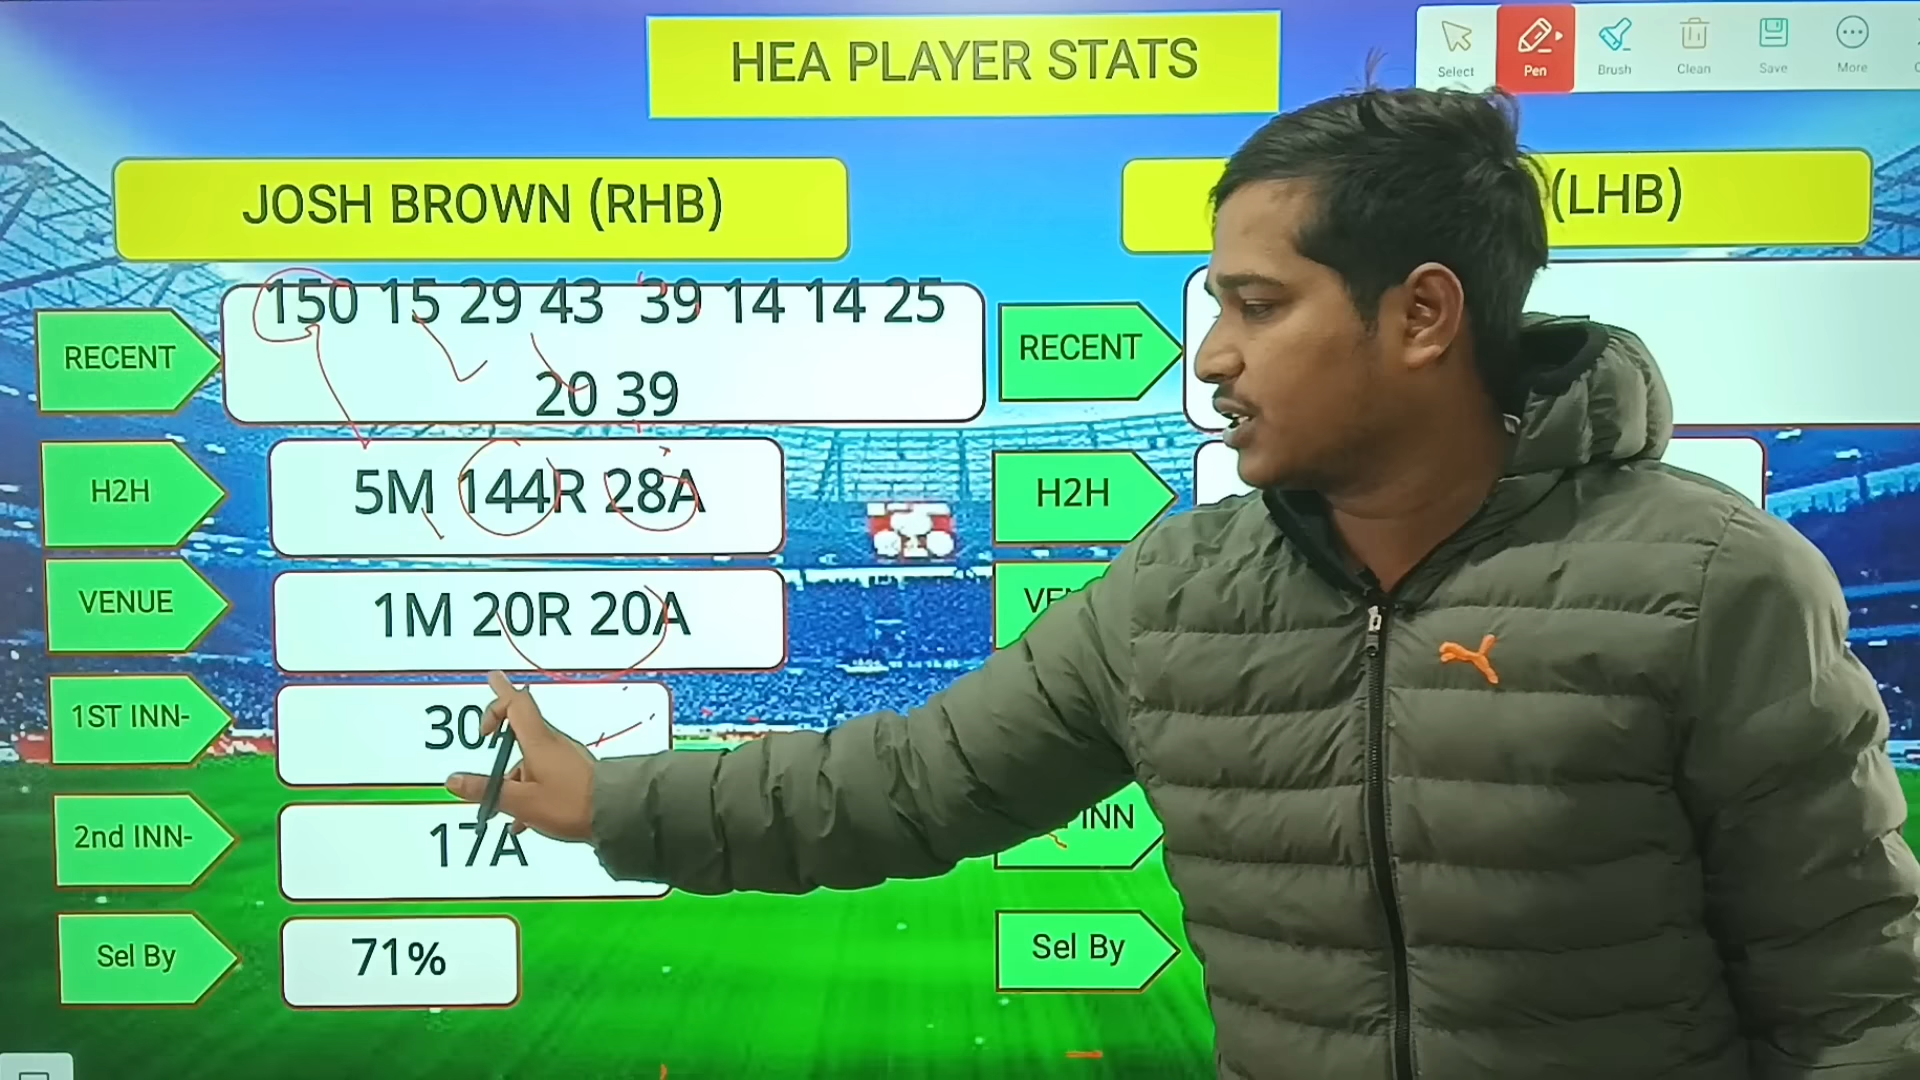 HEA PLAYER STATS
Select
Pen
Brush
Clean
Save
More
JOSH BROWN (RHB)
RECENT
150 15 29 43 39 14 14 25
20 39
H2H
5M 144R 28A
VENUE
1M 20R 20A
1ST INN-
30A
2nd INN-
17A
Sel By
71%
(LHB)
RECENT
H2H
INN
Sel By